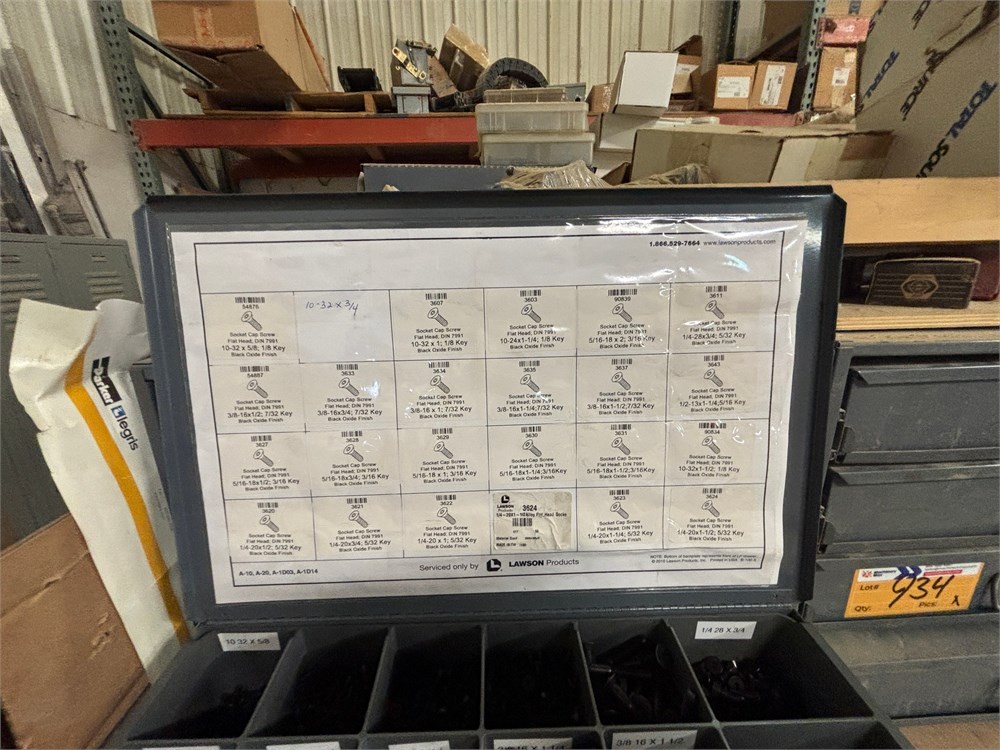 TOTAL SOURCE
TOTAL SOU
1.866.529-7664 www.lawsonproducts.com
54876
Socket Cap Screw
Flat Head; DIN 7991
10-32 x 5/8; 1/8 Key
Black Oxide Finish
10-32 x 3/4
3607
Socket Cap Screw
Flat Head; DIN 7991
10-32 x 1; 1/8 Key
Black Oxide Finish
3603
Socket Cap Screw
Flat Head; DIN 7991
10-24x1-1/4; 1/8 Key
Black Oxide Finish
90838
Socket Cap Screw
Flat Head; DIN 7991
5/16-18 x 2; 3/16 Key
Black Oxide Finish
3611
Socket Cap Screw
Flat Head; DIN 7991
1/4-28x3/4; 5/32 Key
Black Oxide Finish
54887
Socket Cap Screw
Flat Head; DIN 7991
3/8-16x1/2; 7/32 Key
Black Oxide Finish
3633
Socket Cap Screw
Flat Head; DIN 7991
3/8-16x3/4; 7/32 Key
Black Oxide Finish
3634
Socket Cap Screw
Flat Head; DIN 7991
3/8-16 x 1; 7/32 Key
Black Oxide Finish
3635
Socket Cap Screw
Flat Head; DIN 7991
3/8-16x1-1/4;7/32 Key
Black Oxide Finish
3637
Socket Cap Screw
Flat Head; DIN 7991
3/8-16x1-1/2;7/32 Key
Black Oxide Finish
3643
Socket Cap Screw
Flat Head; DIN 7991
1/2-13x1-1/4;5/16 Key
Black Oxide Finish
3627
Socket Cap Screw
Flat Head; DIN 7991
5/16-18x1/2; 3/16 Key
Black Oxide Finish
3628
Socket Cap Screw
Flat Head; DIN 7991
5/16-18x3/4; 3/16 Key
Black Oxide Finish
3629
Socket Cap Screw
Flat Head; DIN 7991
5/16-18 x 1; 3/16 Key
Black Oxide Finish
3630
Socket Cap Screw
Flat Head; DIN 7991
5/16-18x1-1/4;3/16Key
Black Oxide Finish
3631
Socket Cap Screw
Flat Head; DIN 7991
5/16-18x1-1/2;3/16Key
Black Oxide Finish
90834
Socket Cap Screw
Flat Head; DIN 7991
10-32x1-1/2; 1/8 Key
Black Oxide Finish
3620
Socket Cap Screw
Flat Head; DIN 7991
1/4-20x1/2; 5/32 Key
Black Oxide Finish
3621
Socket Cap Screw
Flat Head; DIN 7991
1/4-20x3/4; 5/32 Key
Black Oxide Finish
3622
Socket Cap Screw
Flat Head; DIN 7991
1/4-20 x 1; 5/32 Key
Black Oxide Finish
LAWSON
Products
3624
Flat Head Screw
3623
Socket Cap Screw
Flat Head; DIN 7991
1/4-20x1-1/4; 5/32 Key
Black Oxide Finish
3624
Socket Cap Screw
Flat Head; DIN 7991
1/4-20x1-1/2; 5/32 Key
Black Oxide Finish
A-10, A-20, A-1D03, A-1D14
Serviced only by LAWSON Products
Parker legris
Lot#
934
Qty:
Pics:
10 32 X 5/8
1/4 28 X 3/4
3/8 16 X 1 1/4
3/8 16 X 1 1/2